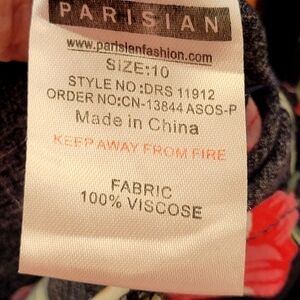 PARISIAN
www.parisianfashion.com
SIZE:10
STYLE NO:DRS 11912
ORDER NO:CN-13844 ASOS-P
Made in China
KEEP AWAY FROM FIRE
FABRIC
100% VISCOSE